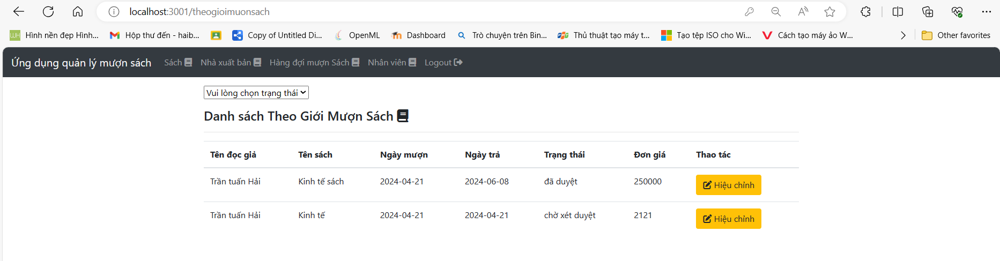 localhost:3001/theogioimuonsach
Hình nền đẹp Hình... Hộp thư đến - haib... Copy of Untitled Di... OpenML Dashboard Trò chuyện trên Bin... Thủ thuật tạo máy t... Tạo tệp ISO cho Wi... Cách tạo máy ảo W... Other favorites
Ứng dụng quản lý mượn sách Sách Nhà xuất bản Hàng đợi mượn Sách Nhân viên Logout
Vui lòng chọn trạng thái
Danh sách Theo Giới Mượn Sách
Tên đọc giả Tên sách Ngày mượn Ngày trả Trạng thái Đơn giá Thao tác
Trần tuấn Hải Kinh tế sách 2024-04-21 2024-06-08 đã duyệt 250000 Hiệu chỉnh
Trần tuấn Hải Kinh tế 2024-04-21 2024-04-21 chờ xét duyệt 2121 Hiệu chỉnh